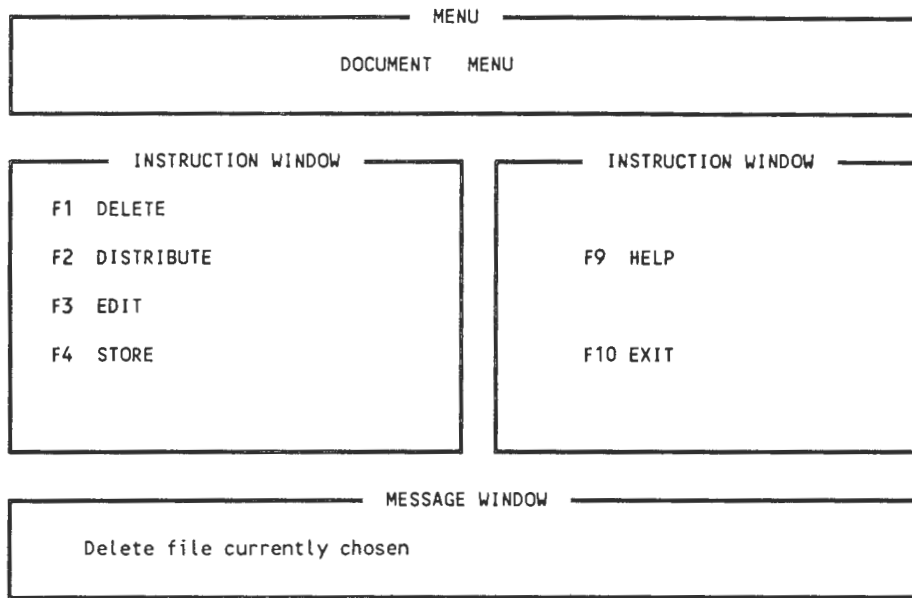 MENU
DOCUMENT MENU
INSTRUCTION WINDOW
F1 DELETE
F2 DISTRIBUTE
F3 EDIT
F4 STORE
INSTRUCTION WINDOW
F9 HELP
F10 EXIT
MESSAGE WINDOW
Delete file currently chosen